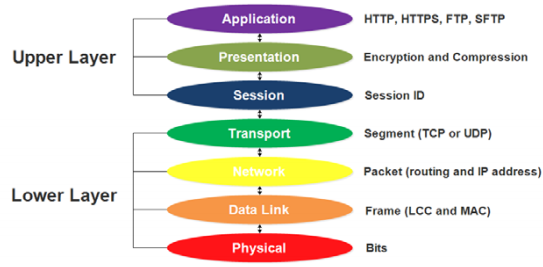 Application HTTP, HTTPS, FTP, SFTP
Upper Layer
Presentation Encryption and Compression
Session Session ID
Transport Segment (TCP or UDP)
Network Packet (routing and IP address)
Lower Layer
Data Link Frame (LCC and MAC)
Physical Bits